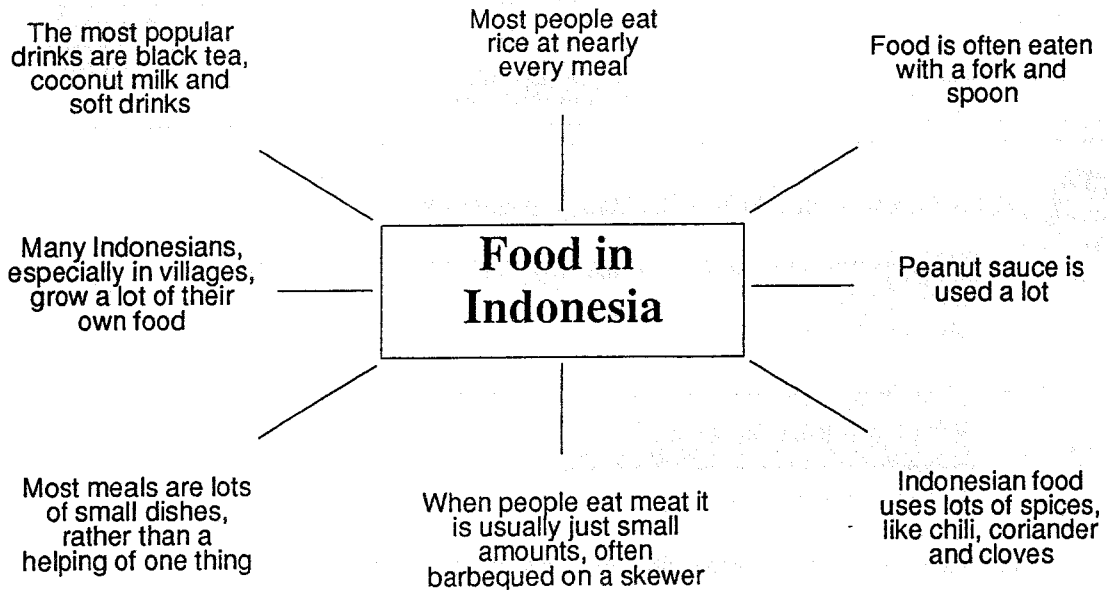 The most popular
drinks are black tea,
coconut milk and
soft drinks
Most people eat
rice at nearly
every meal
Food is often eaten
with a fork and
spoon
Many Indonesians,
especially in villages,
grow a lot of their
own food
Food in
Indonesia
Peanut sauce is
used a lot
Most meals are lots
of small dishes,
rather than a
helping of one thing
When people eat meat it
is usually just small
amounts, often
barbequed on a skewer
Indonesian food
uses lots of spices,
like chili, coriander
and cloves